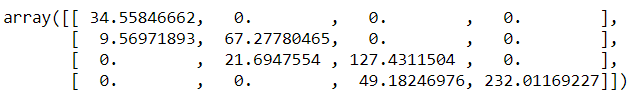 array([[ 34.55846662,   0.        ,   0.        ,   0.        ],
       [  9.56971893,  67.27780465,   0.        ,   0.        ],
       [  0.        ,  21.6947554 , 127.4311504 ,   0.        ],
       [  0.        ,   0.        ,  49.18246976, 232.01169227]])